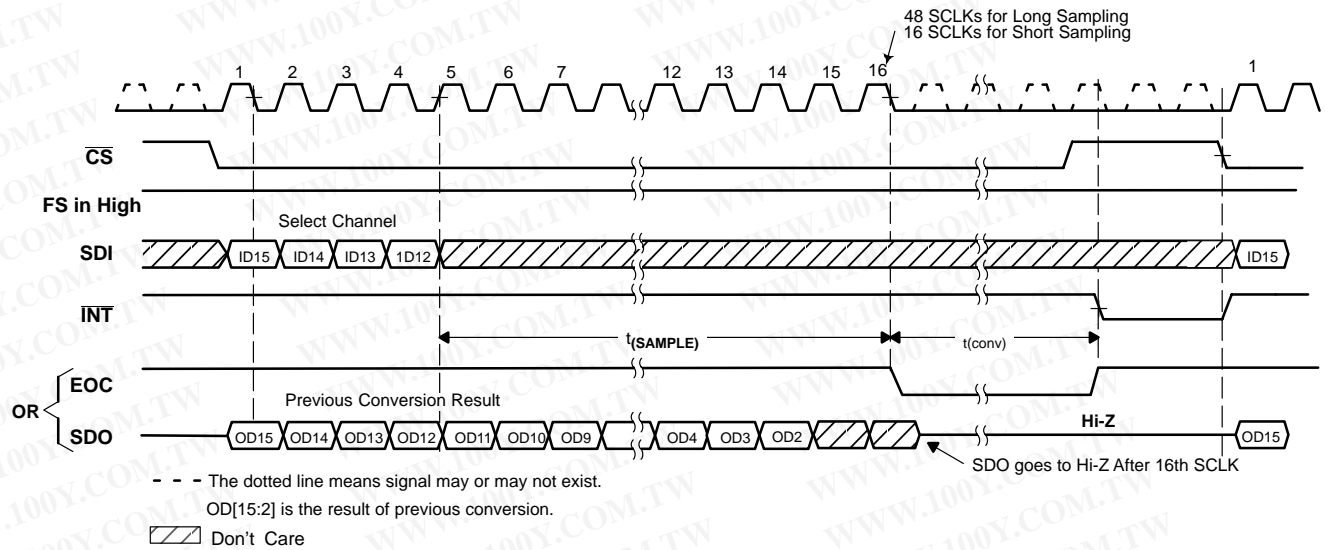 48 SCLKs for Long Sampling
16 SCLKs for Short Sampling
1 2 3 4 5 6 7 12 13 14 15 16 1
CS
FS in High
Select Channel
SDI ID15 ID14 ID13 1D12 ID15
INT
t(SAMPLE) t(conv)
EOC
OR
Previous Conversion Result
SDO OD15 OD14 OD13 OD12 OD11 OD10 OD9 OD4 OD3 OD2 Hi-Z OD15
SDO goes to Hi-Z After 16th SCLK
The dotted line means signal may or may not exist.
OD[15:2] is the result of previous conversion.
Don't Care
WWW.100Y.COM.TW